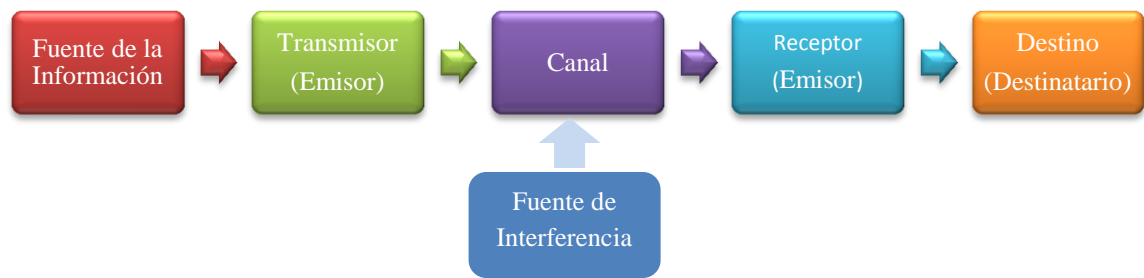 Fuente de la
Información
Transmisor
(Emisor)
Canal
Receptor
(Emisor)
Destino
(Destinatario)
Fuente de
Interferencia